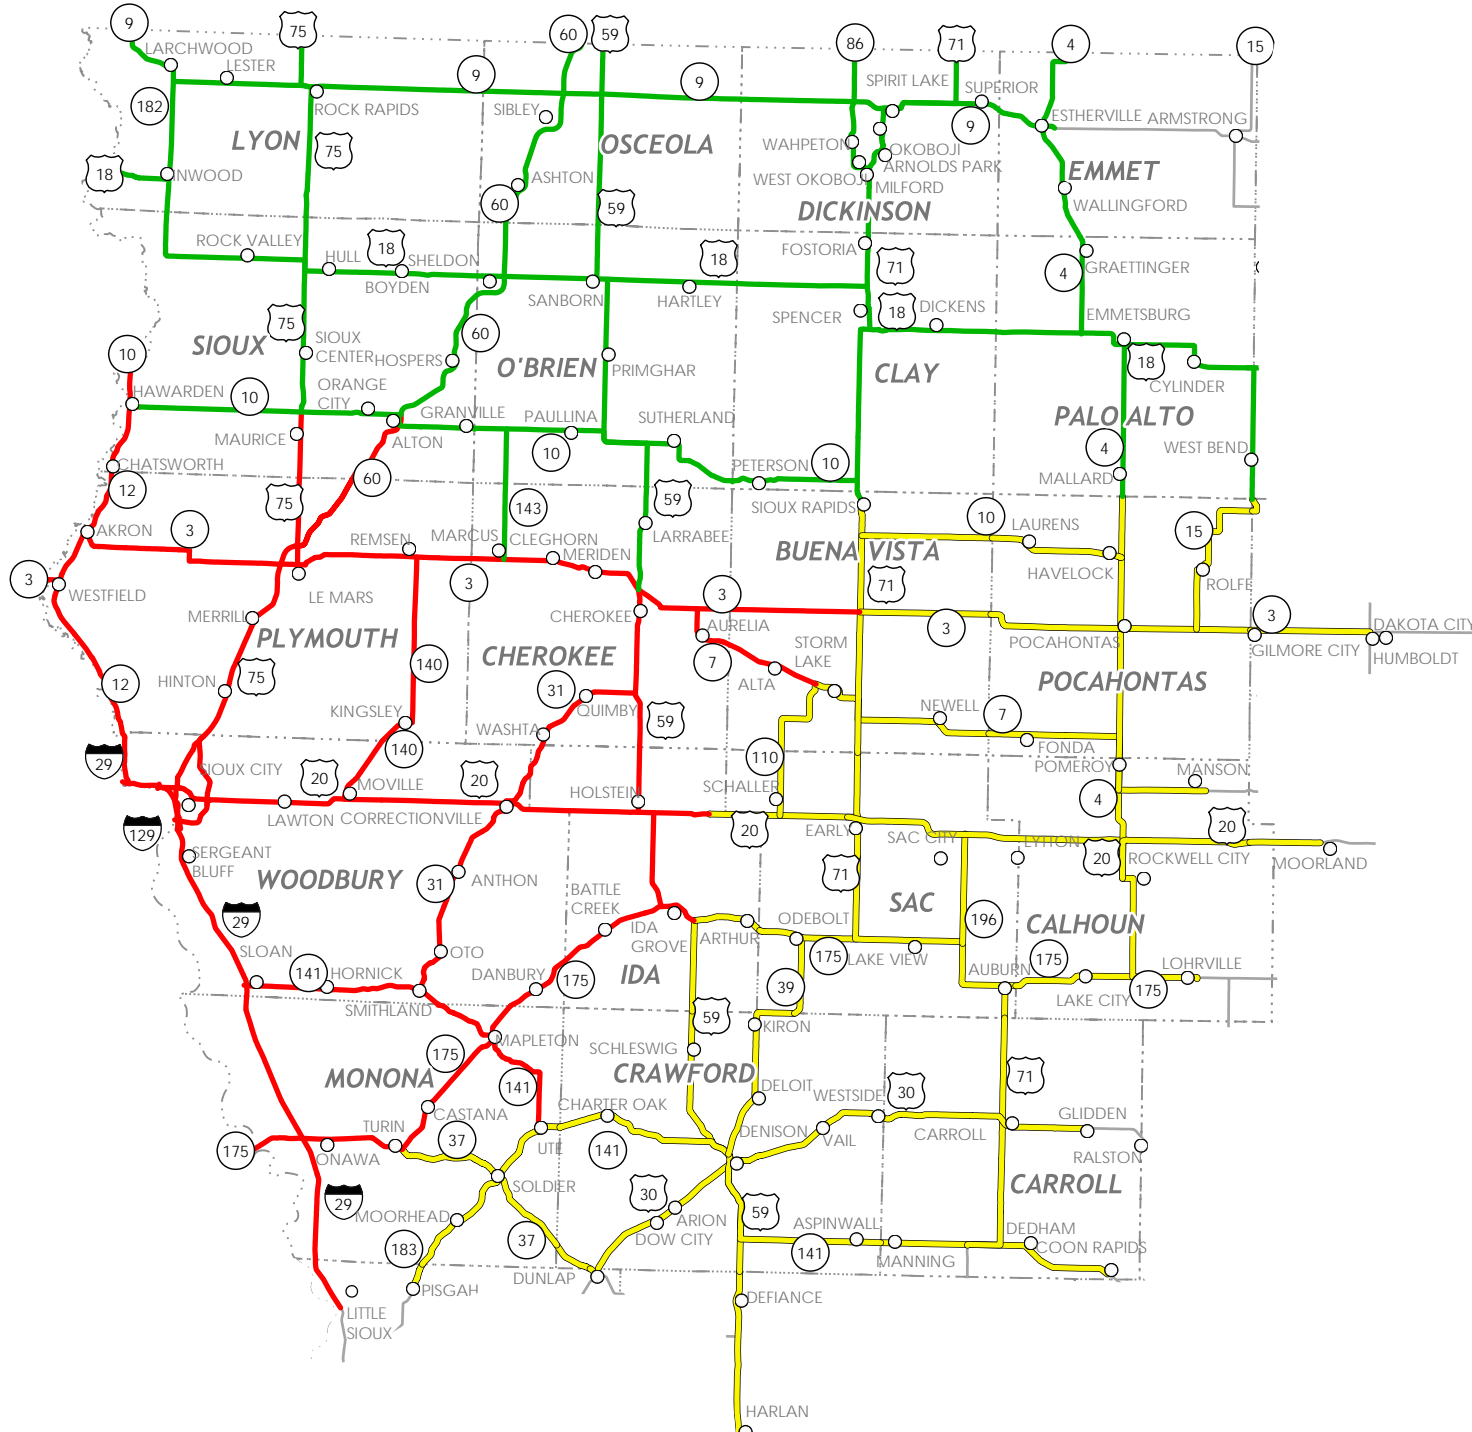 9
75
60
59
86
71
4
15
LARCHWOOD
LESTER
9
9
SPIRIT LAKE
SUPERIOR
182
ROCK RAPIDS
SIBLEY
9
ESTHERVILLE
ARMSTRONG
LYON
75
OSCEOLA
WAHPETON
OKOBOJI
ARNOLDS PARK
EMMET
18
INWOOD
ASHTON
WEST OKOBOJI
MILFORD
60
59
DICKINSON
WALLINGFORD
ROCK VALLEY
18
HULL
SHELDON
18
FOSTORIA
71
4
GRAETTINGER
BOYDEN
SANBORN
HARTLEY
SPENCER
18
DICKENS
EMMETSBURG
75
60
SIOUX
SIOUX
CENTER
HOSPERS
O'BRIEN
PRIMGHAR
CLAY
18
CYLINDER
10
HAWARDEN
10
ORANGE
CITY
GRANVILLE
PAULLINA
SUTHERLAND
PALO ALTO
MAURICE
ALTON
10
4
WEST BEND
CHATSWORTH
PETERSON
10
MALLARD
12
60
75
59
143
SIOUX RAPIDS
10
LAURENS
15
AKRON
3
REMSEN
MARCUS
CLEGHORN
MERIDEN
LARRABEE
BUENA VISTA
HAVELOCK
ROLFE
3
WESTFIELD
LE MARS
3
71
3
MERRILL
CHEROKEE
AURELIA
3
POCAHONTAS
3
GILMORE CITY
DAKOTA CITY
HUMBOLDT
PLYMOUTH
CHEROKEE
STORM
LAKE
7
ALTA
140
12
HINTON
75
31
QUIMBY
POCAHONTAS
KINGSLEY
WASHTA
59
NEWELL
7
140
29
SIOUX CITY
20
MOVILLE
20
HOLSTEIN
110
SCHALLER
FONDA
POMEROY
MANSON
4
129
LAWTON
CORRECTIONVILLE
20
EARLY
SAC CITY
LYTTON
20
20
ROCKWELL CITY
MOORLAND
SERGEANT
BLUFF
WOODBURY
31
ANTHON
BATTLE
CREEK
71
SAC
29
IDA
GROVE
ARTHUR
ODEBOLT
196
CALHOUN
SLOAN
141
HORNICK
OTO
DANBURY
175
IDA
175
LAKE VIEW
AUBURN
175
LOHRVILLE
SMITHLAND
39
LAKE CITY
175
59
KIRON
175
MAPLETON
SCHLESWIG
MONONA
141
CRAWFORD
DELOIT
71
CASTANA
CHARTER OAK
WESTSIDE
30
GLIDDEN
TURIN
37
DENISON
VAIL
CARROLL
175
ONAWA
UTE
141
RALSTON
SOLDIER
30
CARROLL
29
MOORHEAD
ARION
59
ASPINWALL
DEDHAM
183
37
DOW CITY
141
MANNING
COON RAPIDS
DUNLAP
PISGAH
DEFIANCE
LITTLE
SIOUX
HARLAN